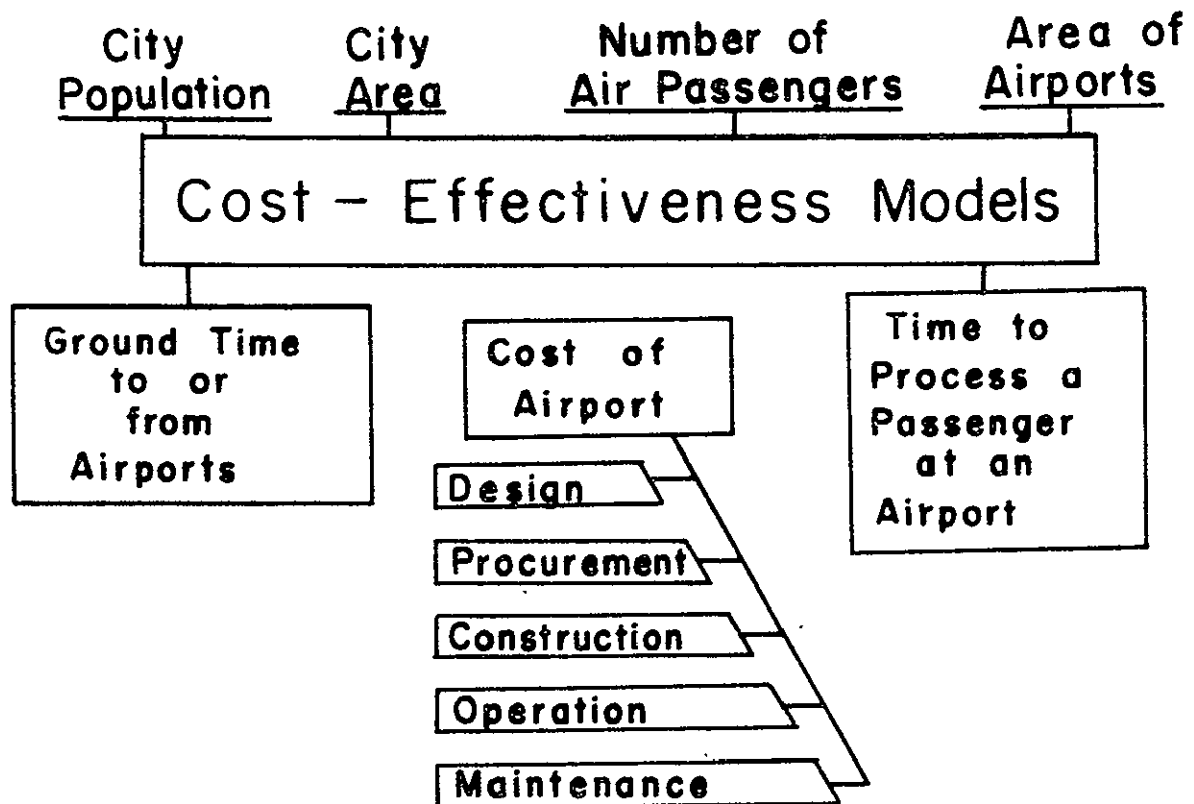 City
Population
City
Area
Number of
Air Passengers
Area of
Airports
Cost – Effectiveness Models
Ground Time
to or
from
Airports
Cost of
Airport
Time to
Process a
Passenger
at an
Airport
Design
Procurement
Construction
Operation
Maintenance